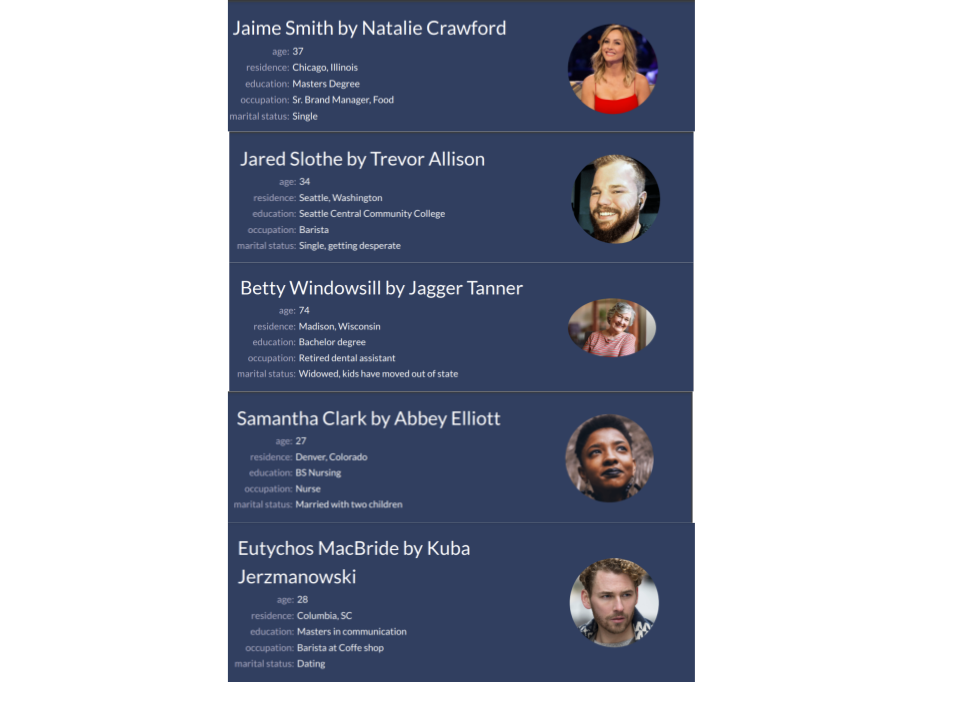 Jaime Smith by Natalie Crawford
age: 37
residence: Chicago, Illinois
education: Masters Degree
occupation: Sr. Brand Manager, Food
marital status: Single
Jared Slothe by Trevor Allison
age: 34
residence: Seattle, Washington
education: Seattle Central Community College
occupation: Barista
marital status: Single, getting desperate
Betty Windowsill by Jagger Tanner
age: 74
residence: Madison, Wisconsin
education: Bachelor degree
occupation: Retired dental assistant
marital status: Widowed, kids have moved out of state
Samantha Clark by Abbey Elliott
age: 27
residence: Denver, Colorado
education: BS Nursing
occupation: Nurse
marital status: Married with two children
Eutychos MacBride by Kuba
Jerzmanowski
age: 28
residence: Columbia, SC
education: Masters in communication
occupation: Barista at Coffe shop
marital status: Dating